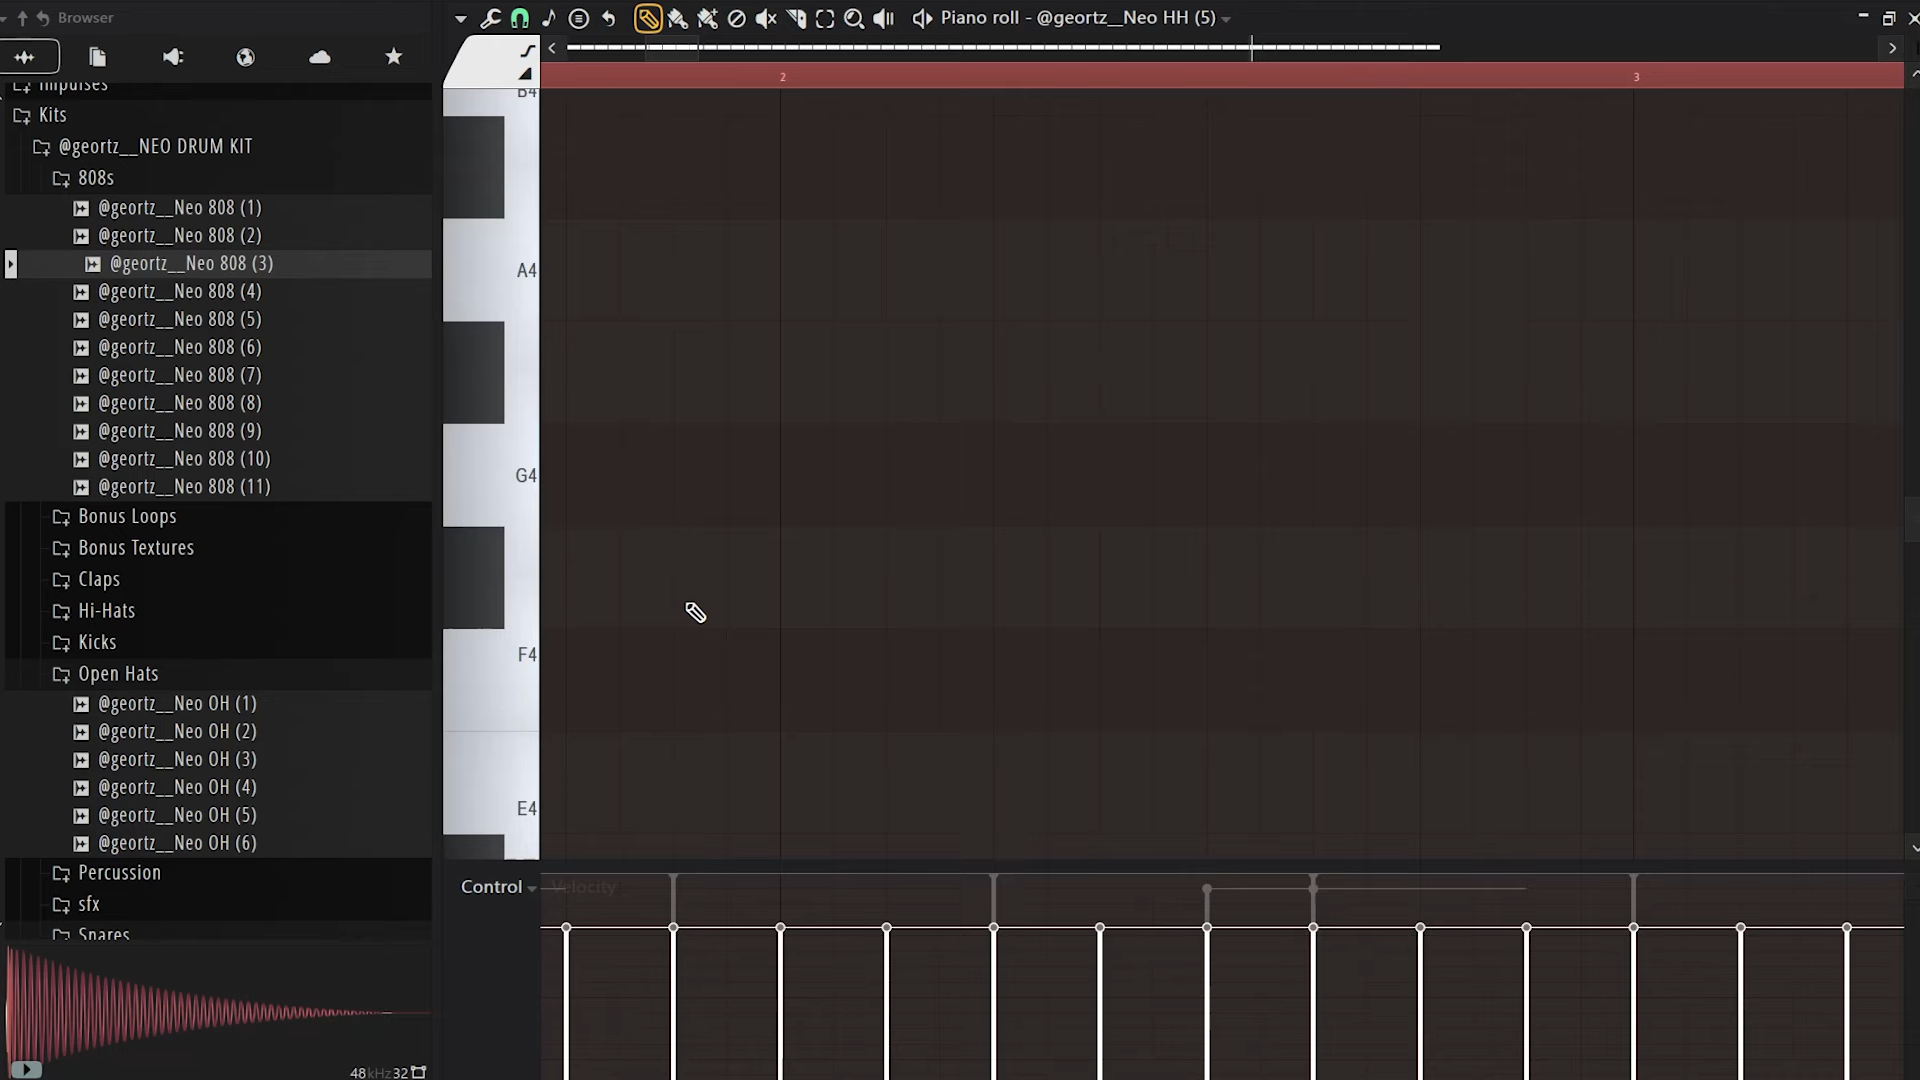 Browser
Piano roll - @geortz__Neo HH (5)
2
3
Impulses
Kits
@geortz__NEO DRUM KIT
808s
@geortz__Neo 808 (1)
@geortz__Neo 808 (2)
@geortz__Neo 808 (3)
@geortz__Neo 808 (4)
@geortz__Neo 808 (5)
@geortz__Neo 808 (6)
@geortz__Neo 808 (7)
@geortz__Neo 808 (8)
@geortz__Neo 808 (9)
@geortz__Neo 808 (10)
@geortz__Neo 808 (11)
Bonus Loops
Bonus Textures
Claps
Hi-Hats
Kicks
Open Hats
@geortz__Neo OH (1)
@geortz__Neo OH (2)
@geortz__Neo OH (3)
@geortz__Neo OH (4)
@geortz__Neo OH (5)
@geortz__Neo OH (6)
Percussion
sfx
Snares
48kHz32
B4
A4
G4
F4
E4
Control
Velocity